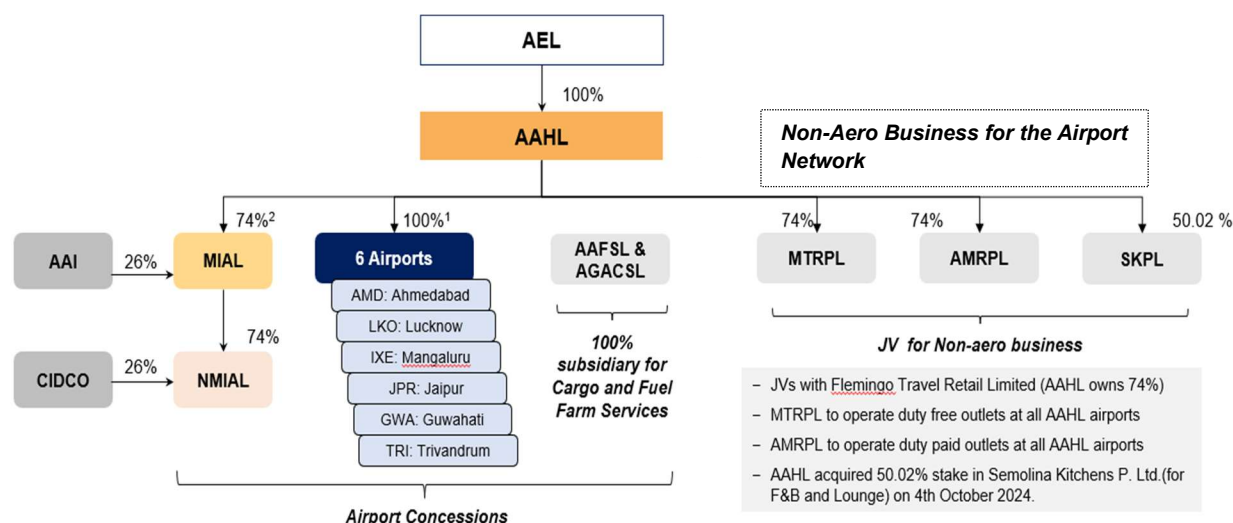 AEL
100%
AAHL
Non-Aero Business for the Airport
Network
74%2
100%1
74%
74%
50.02 %
AAI
26%
MIAL
6 Airports
AAFSL &
AGACSL
MTRPL
AMRPL
SKPL
AMD: Ahmedabad
LKO: Lucknow
IXE: Mangaluru
JPR: Jaipur
GWA: Guwahati
TRI: Trivandrum
74%
CIDCO
26%
NMIAL
100%
subsidiary for
Cargo and Fuel
Farm Services
JV for Non-aero business
– JVs with Flemingo Travel Retail Limited (AAHL owns 74%)
– MTRPL to operate duty free outlets at all AAHL airports
– AMRPL to operate duty paid outlets at all AAHL airports
– AAHL acquired 50.02% stake in Semolina Kitchens P. Ltd.(for
F&B and Lounge) on 4th October 2024.
Airport Concessions